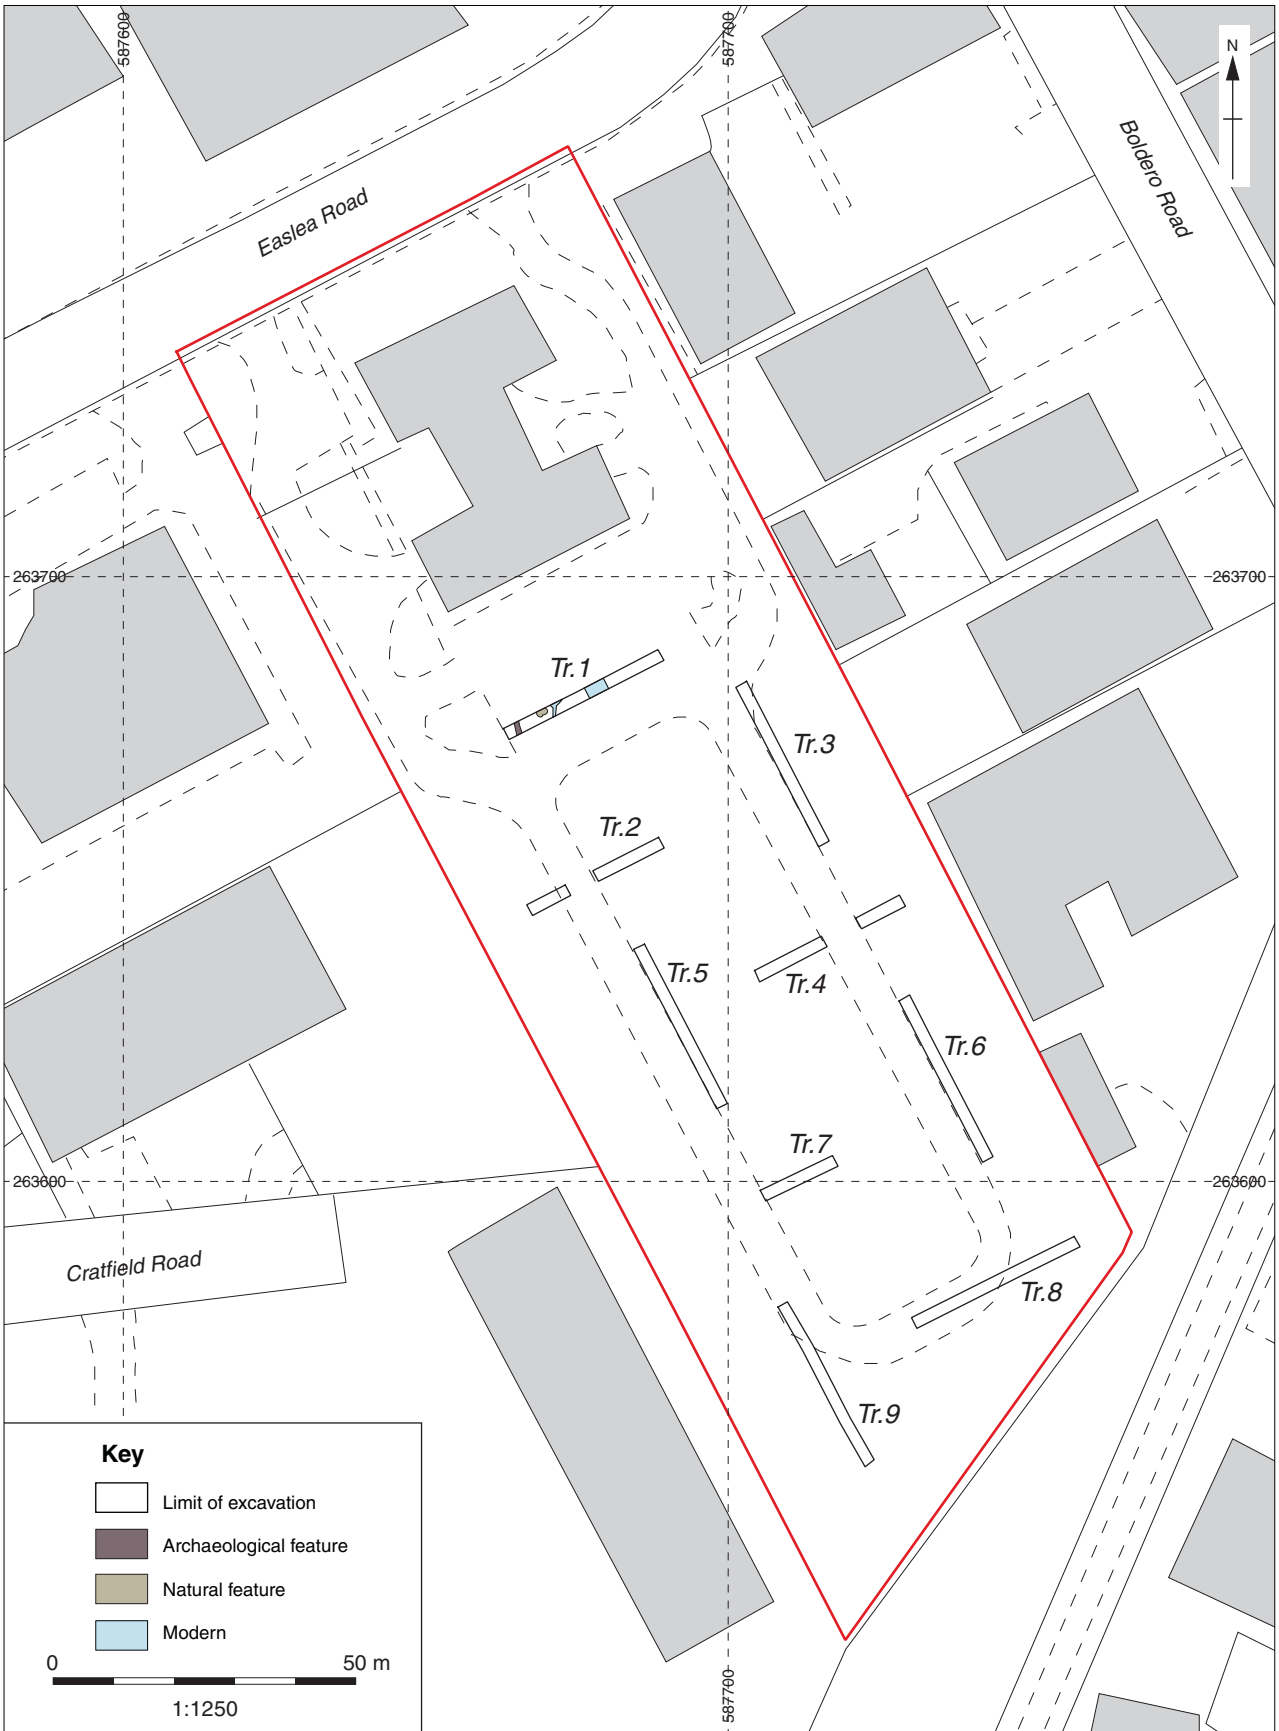 587600
587700
N
Boldero Road
Easlea Road
263700
263700
Tr.1
Tr.3
Tr.2
Tr.5
Tr.4
Tr.6
Tr.7
263600
263600
Cratfield Road
Tr.8
Tr.9
Key
Limit of excavation
Archaeological feature
Natural feature
Modern
0 50 m
1:1250
587700